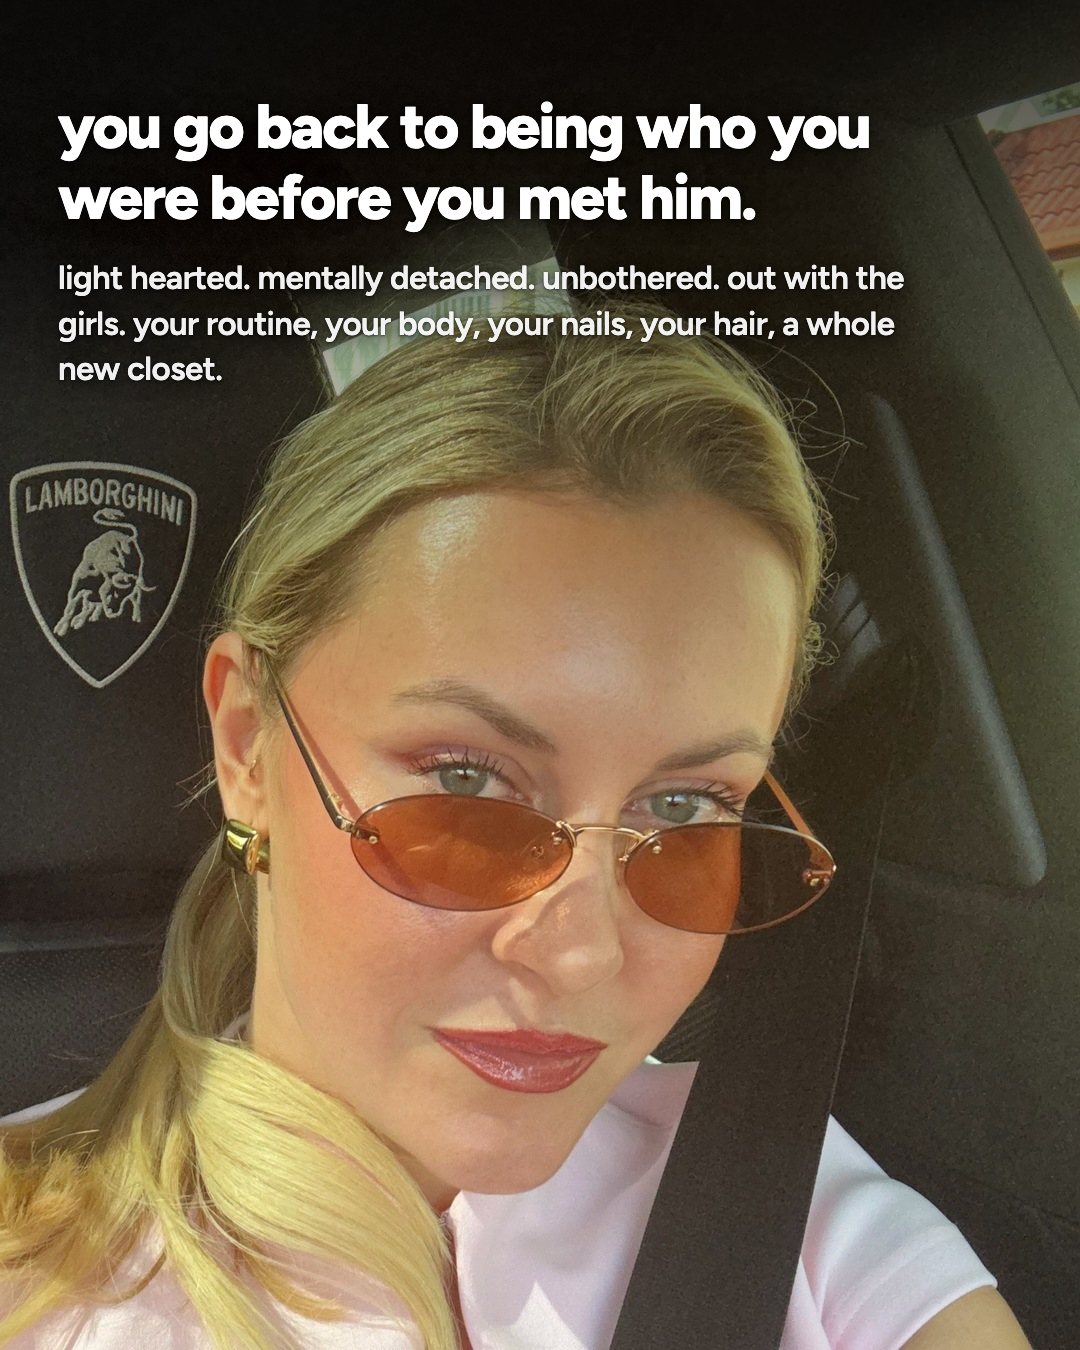 you go back to being who you
were before you met him.
light hearted. mentally detached. unbothered. out with the
girls. your routine, your body, your nails, your hair, a whole
new closet.
LAMBORGHINI